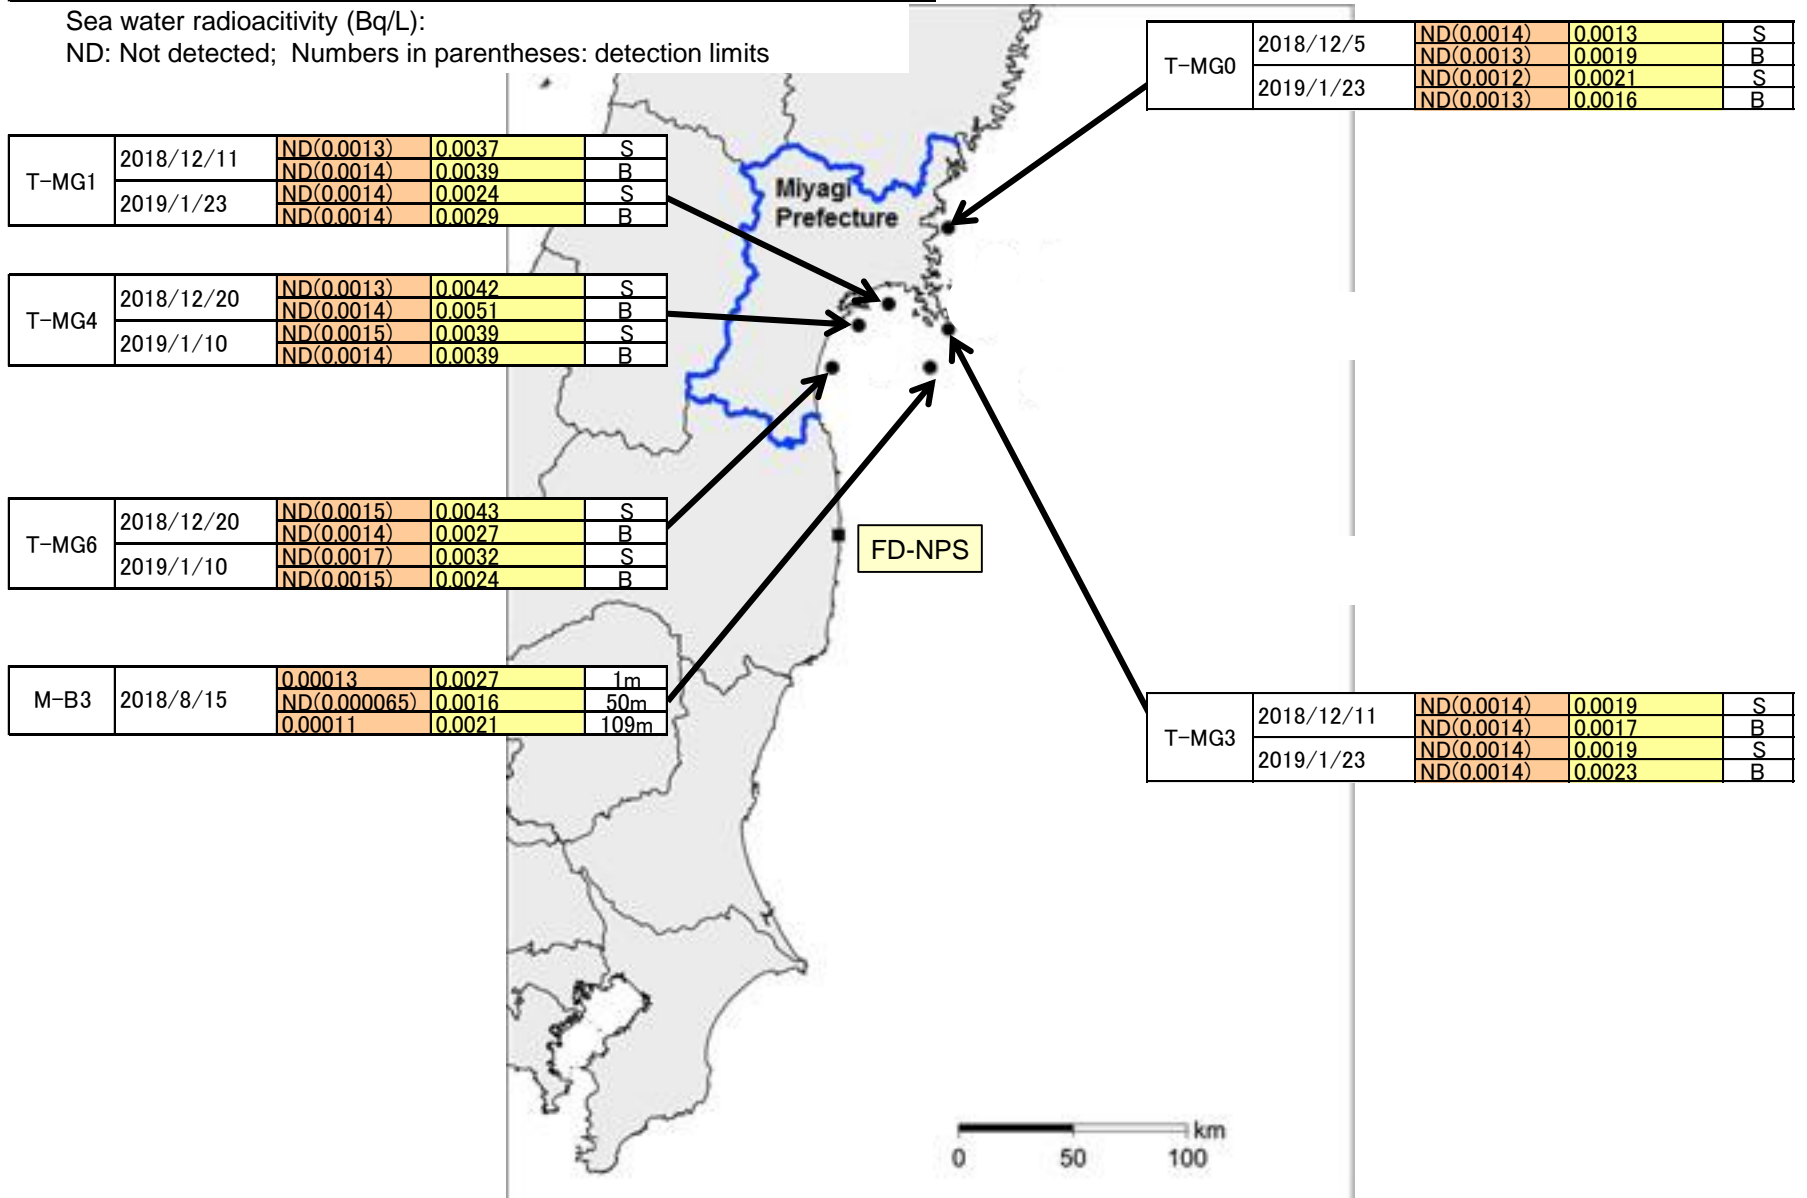 Sea water radioacitivity (Bq/L):
ND: Not detected; Numbers in parentheses: detection limits
T-MG0 2018/12/5 ND(0.0014) 0.0013 S
ND(0.0013) 0.0019 B
2019/1/23 ND(0.0012) 0.0021 S
ND(0.0013) 0.0016 B
T-MG1 2018/12/11 ND(0.0013) 0.0037 S
ND(0.0014) 0.0039 B
2019/1/23 ND(0.0014) 0.0024 S
ND(0.0014) 0.0029 B
Miyagi
Prefecture
T-MG4 2018/12/20 ND(0.0013) 0.0042 S
ND(0.0014) 0.0051 B
2019/1/10 ND(0.0015) 0.0039 S
ND(0.0014) 0.0039 B
T-MG6 2018/12/20 ND(0.0015) 0.0043 S
ND(0.0014) 0.0027 B
2019/1/10 ND(0.0017) 0.0032 S
ND(0.0015) 0.0024 B
FD-NPS
M-B3 2018/8/15 0.00013 0.0027 1m
ND(0.000065) 0.0016 50m
0.00011 0.0021 109m
T-MG3 2018/12/11 ND(0.0014) 0.0019 S
ND(0.0014) 0.0017 B
2019/1/23 ND(0.0014) 0.0019 S
ND(0.0014) 0.0023 B
km
0 50 100